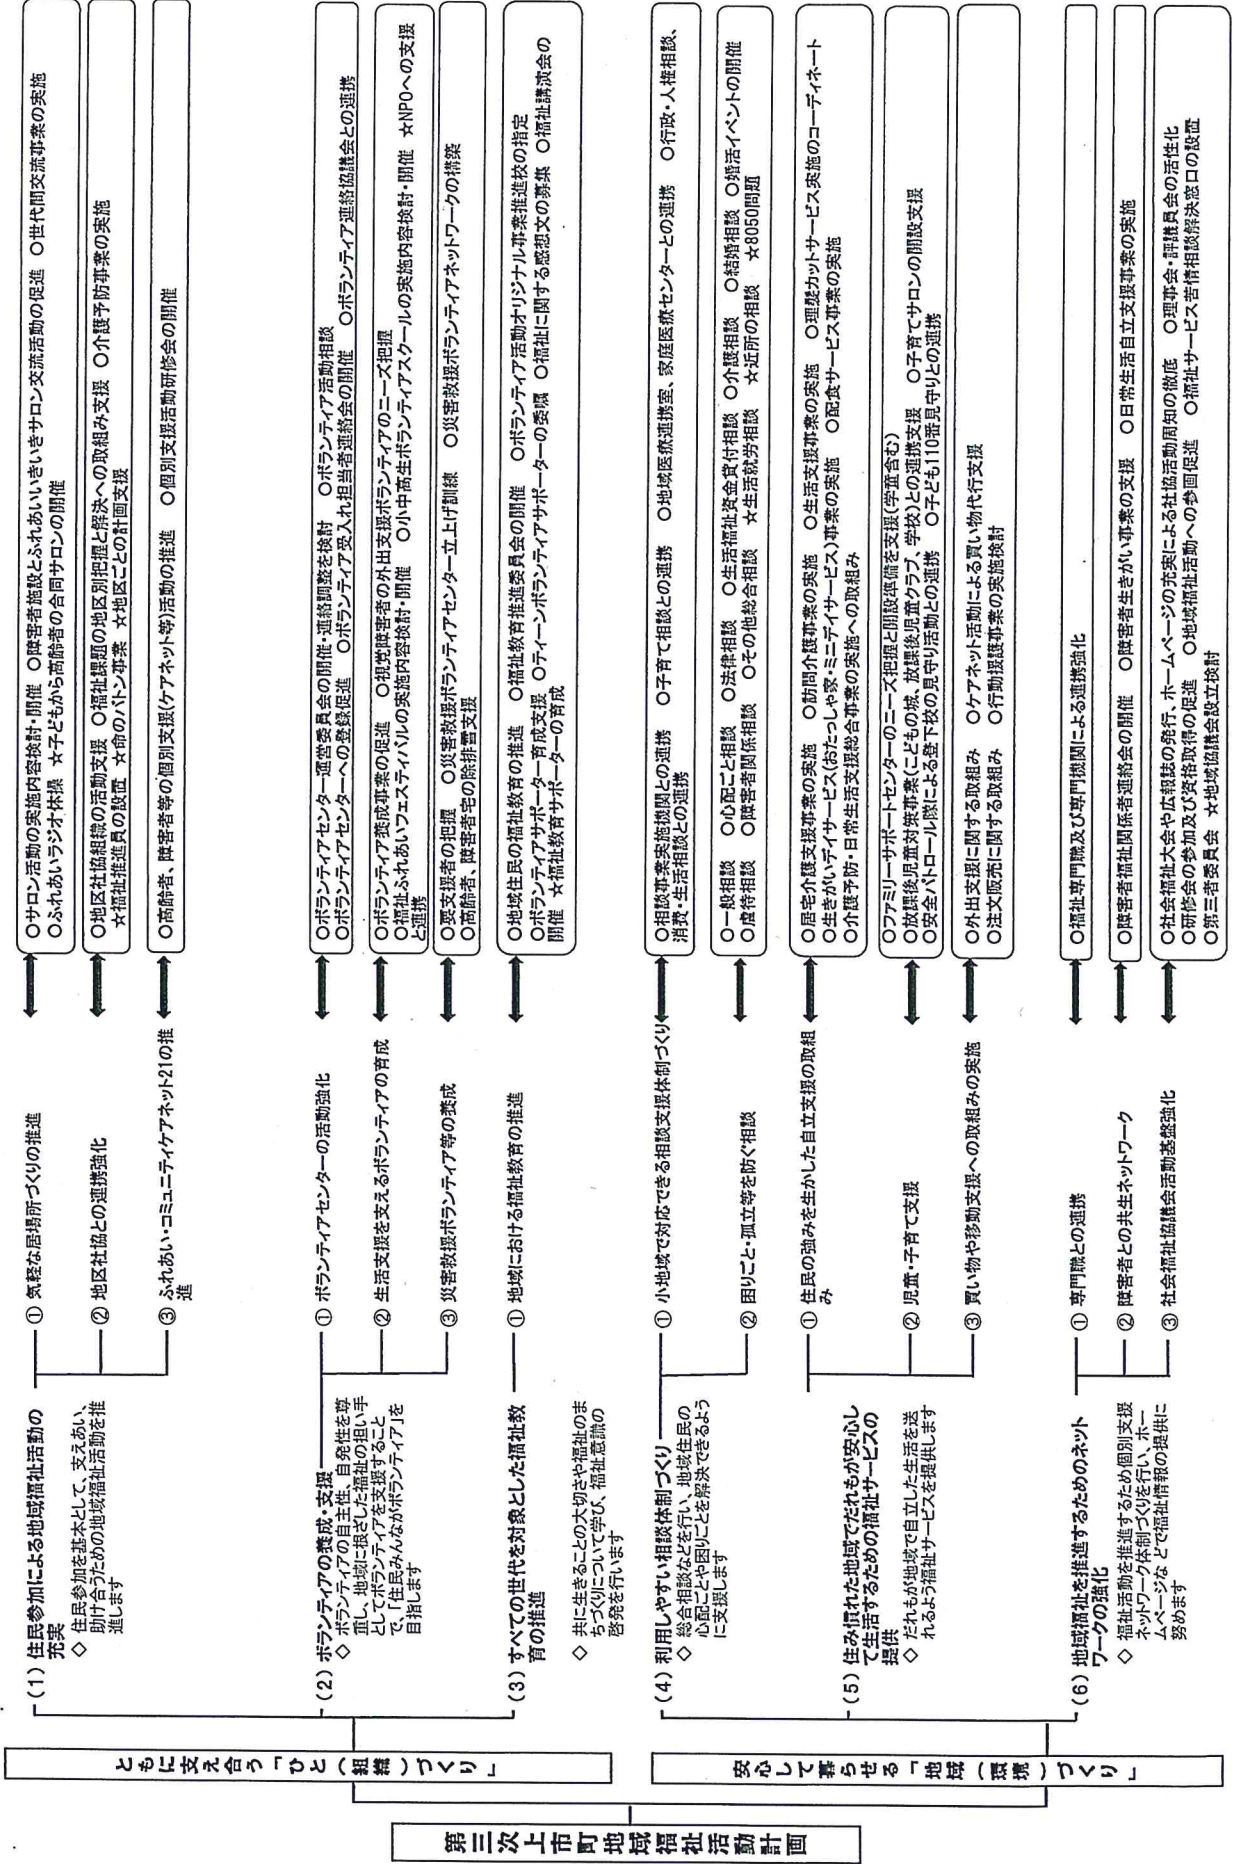 第三次上市町地域福祉活動計画
ともに支え合う「ひと(組織)づくり」
(1) 住民参加による地域福祉活動の
充実
◇ 住民参加を基本として、支えあい、
助け合うための地域福祉活動を推
進します
① 気軽な居場所づくりの推進
〇サロン活動の実施内容検討・開催 〇障害者施設とふれあいいきいきサロン交流活動の促進 〇世代間交流事業の実施
〇ふれあいラジオ体操 ☆子どもから高齢者の合同サロンの開催
② 地区社協との連携強化
〇地区社協組織の活動支援 〇福祉課題の地区別把握と解決への取組み支援 〇介護予防事業の実施
☆福祉推進員の設置 ☆命のバトン事業 ☆地区ごとの計画支援
③ ふれあい・コミュニティケアネット21の推
進
〇高齢者、障害者等の個別支援(ケアネット等)活動の推進 〇個別支援活動研修会の開催
(2) ボランティアの養成・支援
◇ ボランティアの自主性、自発性を尊
重し、地域に根ざした福祉の担い手
としてボランティアを支援すること
で、「住民みんながボランティア」を
目指します
① ボランティアセンターの活動強化
〇ボランティアセンター運営委員会の開催・連絡調整を検討 〇ボランティア活動相談
〇ボランティアセンターへの登録促進 〇ボランティア受入れ担当者連絡会の開催 〇ボランティア連絡協議会との連携
② 生活支援を支えるボランティアの育成
〇ボランティア養成事業の促進 〇視覚障害者の外出支援ボランティアのニーズ把握
〇福祉ふれあいフェスティバルの実施内容検討・開催 〇小中高生ボランティアスクールの実施内容検討・開催 ☆NPOへの支援
と連携
③ 災害救援ボランティア等の養成
〇要支援者の把握 〇災害救援ボランティアセンター立上げ訓練 〇災害救援ボランティアネットワークの構築
〇高齢者、障害者宅の除排雪支援
(3) すべての世代を対象とした福祉教
育の推進
◇ 共に生きることの大切さや福祉のま
ちづくりについて学び、福祉意識の
啓発を行います
① 地域における福祉教育の推進
〇地域住民の福祉教育の推進 〇福祉教育推進委員会の開催 〇ボランティア活動オリジナル事業推進校の指定
〇ボランティアサポーター育成支援 〇ティーンボランティアサポーターの委嘱 〇福祉に関する感想文の募集 〇福祉講演会の
開催 ☆福祉教育サポーターの育成
安心して暮らせる「地域(環境)づくり」
(4) 利用しやすい相談体制づくり
◇ 総合相談などを行い、地域住民の
心配ごとや困りごとを解決できるよう
に支援します
① 小地域で対応できる相談支援体制づくり
〇相談事業実施機関との連携 〇子育て相談との連携 〇地域医療連携室、家庭医療センターとの連携 〇行政・人権相談、
消費・生活相談との連携
② 困りごと・孤立等を防ぐ相談
〇一般相談 〇心配ごと相談 〇法律相談 〇生活福祉資金貸付相談 〇介護相談 〇結婚相談 〇婚活イベントの開催
〇虐待相談 〇障害者関係相談 〇その他総合相談 ☆生活就労相談 ☆近所の相談 ☆8050問題
(5) 住み慣れた地域でだれもが安心し
て生活するための福祉サービスの
提供
◇ だれもが地域で自立した生活を送
れるよう福祉サービスを提供します
① 住民の強みを生かした自立支援の取組
み
〇居宅介護支援事業の実施 〇訪問介護事業の実施 〇生活支援事業の実施 〇理髪カットサービス実施のコーディネート
〇生きがいデイサービス(おたっしゃ家・ミニデイサービス)事業の実施 〇配食サービス事業の実施
〇介護予防・日常生活支援総合事業の実施への取組み
② 児童・子育て支援
〇ファミリーサポートセンターのニーズ把握と開設準備を支援(学童含む)
〇放課後児童対策事業(こどもの城、放課後児童クラブ、学校)との連携支援 〇子育てサロンの開設支援
〇安全パトロール隊による登下校の見守り活動との連携 〇子ども110番見守りとの連携
③ 買い物や移動支援への取組みの実施
〇外出支援に関する取組み 〇ケアネット活動による買い物代行支援
〇注文販売に関する取組み 〇行動援護事業の実施検討
(6) 地域福祉を推進するためのネット
ワークの強化
◇ 福祉活動を推進するため個別支援
ネットワーク体制づくりを行い、ホー
ムページなどで福祉情報の提供に
努めます
① 専門職との連携
〇福祉専門職及び専門機関による連携強化
② 障害者との共生ネットワーク
〇障害者福祉関係者連絡会の開催 〇障害者生きがい事業の支援 〇日常生活自立支援事業の実施
③ 社会福祉協議会活動基盤強化
〇社会福祉大会や広報誌の発行、ホームページの充実による社協活動周知の徹底 〇理事会・評議員会の活性化
〇研修会の参加及び資格取得の促進 〇地域福祉活動への参画促進 〇福祉サービス苦情相談解決窓口の設置
〇第三者委員会 ☆地域協議会設立検討